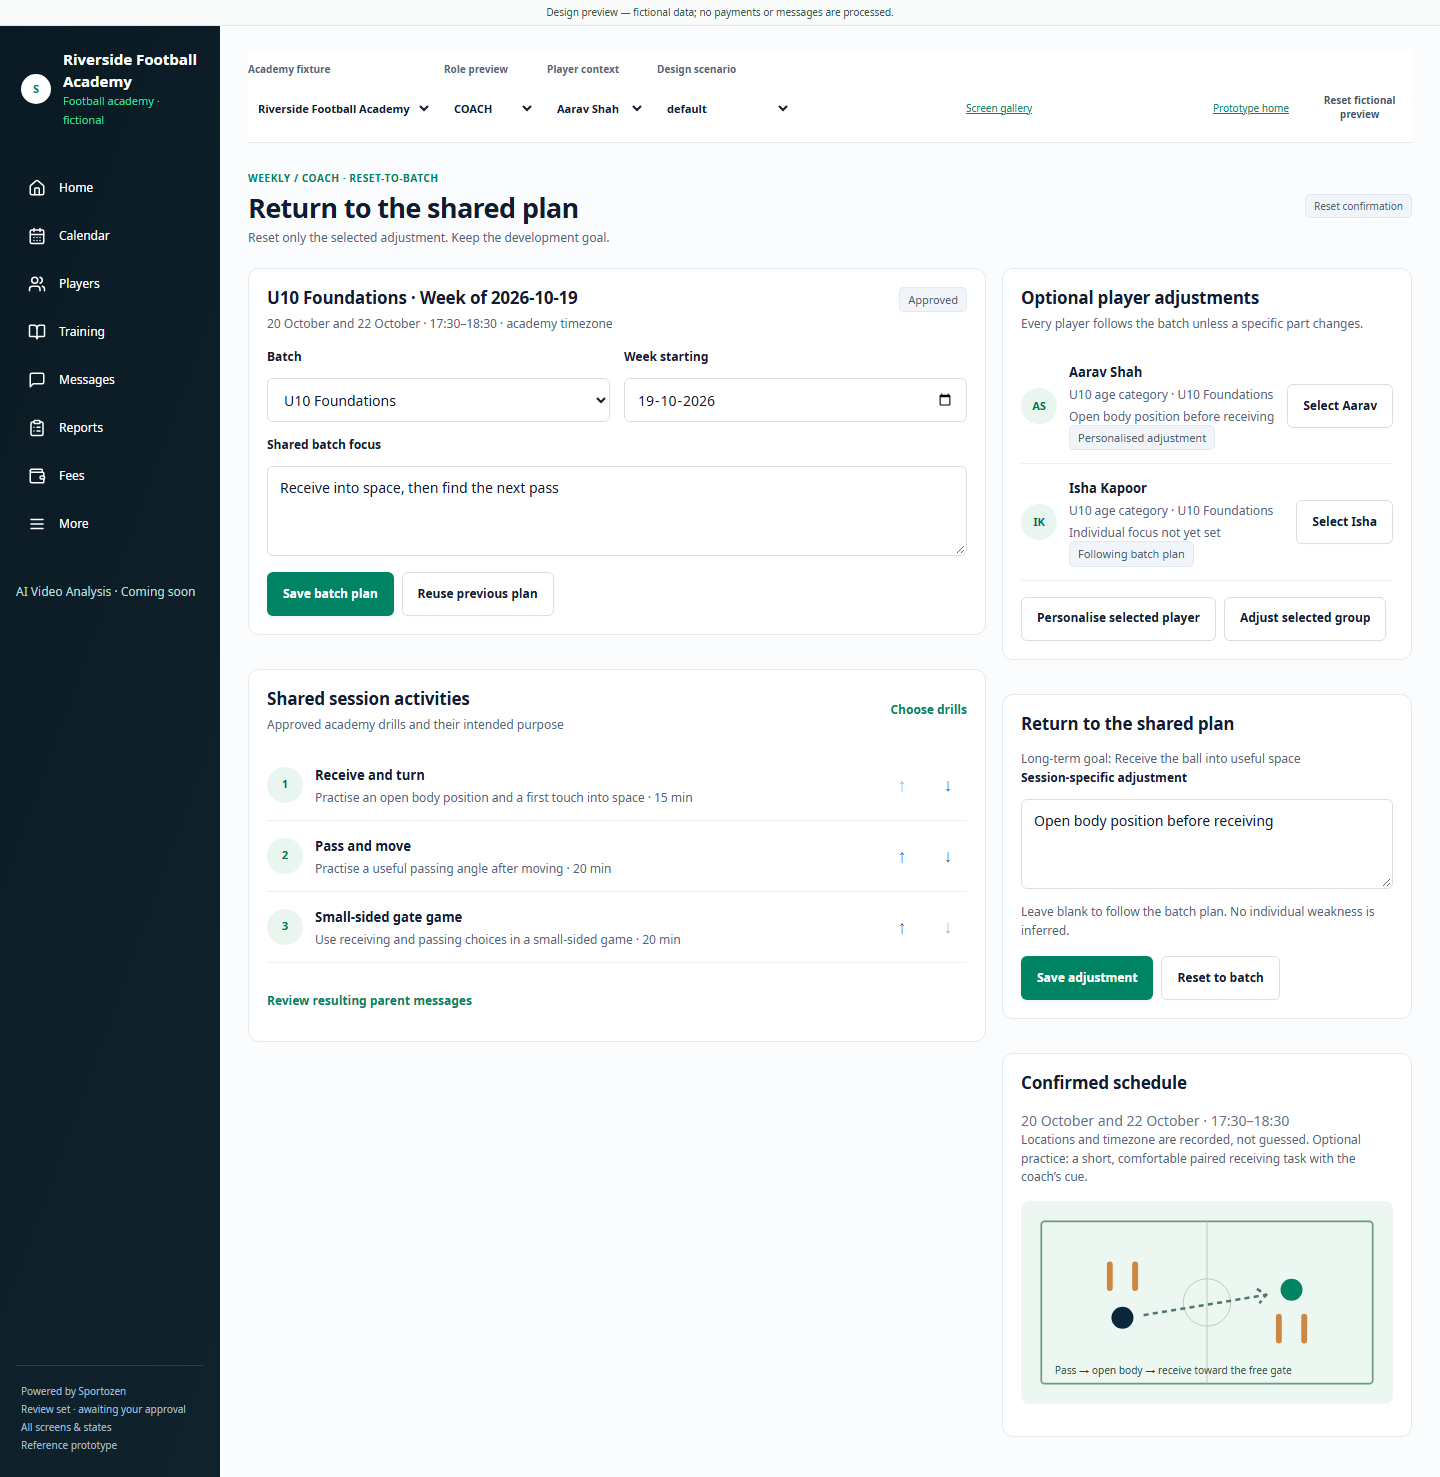 Design preview — fictional data; no payments or messages are processed.
S
Riverside Football
Academy
Football academy ·
fictional
Home
Calendar
Players
Training
Messages
Reports
Fees
More
AI Video Analysis · Coming soon
Powered by Sportozen
Review set · awaiting your approval
All screens & states
Reference prototype
Academy fixture
Role preview
Player context
Design scenario
Riverside Football Academy
COACH
Aarav Shah
default
Screen gallery
Prototype home
Reset fictional
preview
WEEKLY / COACH · RESET-TO-BATCH
Return to the shared plan
Reset only the selected adjustment. Keep the development goal.
Reset confirmation
U10 Foundations · Week of 2026-10-19
20 October and 22 October · 17:30–18:30 · academy timezone
Approved
Batch
Week starting
U10 Foundations
19-10-2026
Shared batch focus
Receive into space, then find the next pass
Save batch plan
Reuse previous plan
Shared session activities
Approved academy drills and their intended purpose
Choose drills
1
Receive and turn
Practise an open body position and a first touch into space · 15 min
↑ ↓
2
Pass and move
Practise a useful passing angle after moving · 20 min
↑ ↓
3
Small-sided gate game
Use receiving and passing choices in a small-sided game · 20 min
↑ ↓
Review resulting parent messages
Optional player adjustments
Every player follows the batch unless a specific part changes.
AS
Aarav Shah
U10 age category · U10 Foundations
Open body position before receiving
Personalised adjustment
Select Aarav
IK
Isha Kapoor
U10 age category · U10 Foundations
Individual focus not yet set
Following batch plan
Select Isha
Personalise selected player
Adjust selected group
Return to the shared plan
Long-term goal: Receive the ball into useful space
Session-specific adjustment
Open body position before receiving
Leave blank to follow the batch plan. No individual weakness is
inferred.
Save adjustment
Reset to batch
Confirmed schedule
20 October and 22 October · 17:30–18:30
Locations and timezone are recorded, not guessed. Optional
practice: a short, comfortable paired receiving task with the
coach’s cue.
Pass → open body → receive toward the free gate